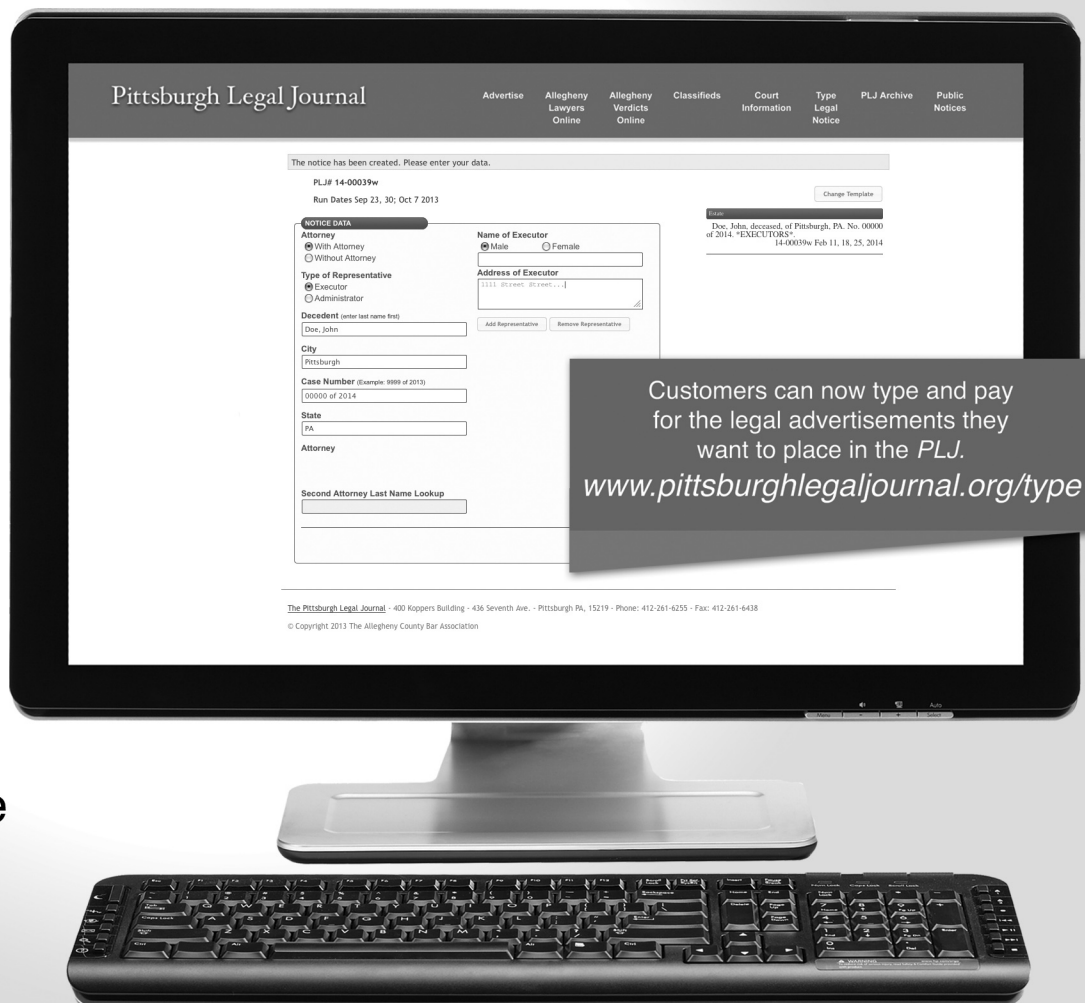 Pittsburgh Legal Journal
Advertise
Allegheny Lawyers Online
Allegheny Verdicts Online
Classifieds
Court Information
Type Legal Notice
PLJ Archive
Public Notices
The notice has been created. Please enter your data.
PLJ# 14-00039w
Run Dates Sep 23, 30; Oct 7 2013
Change Template
NOTICE DATA
Attorney
With Attorney
Without Attorney
Type of Representative
Executor
Administrator
Decedent (enter last name first)
Doe, John
City
Pittsburgh
Case Number (Example: 9999 of 2013)
00000 of 2014
State
PA
Attorney
Second Attorney Last Name Lookup
Name of Executor
Male Female
Address of Executor
1111 Street Street...
Add Representative Remove Representative
Estate
Doe, John, deceased, of Pittsburgh, PA. No. 00000
of 2014. *EXECUTORS*.
14-00039w Feb 11, 18, 25, 2014
Customers can now type and pay
for the legal advertisements they
want to place in the PLJ.
www.pittsburghlegaljournal.org/type
The Pittsburgh Legal Journal - 400 Koppers Building - 436 Seventh Ave. - Pittsburgh PA, 15219 - Phone: 412-261-6255 - Fax: 412-261-6438
© Copyright 2013 The Allegheny County Bar Association
Menu - + Auto Select
e